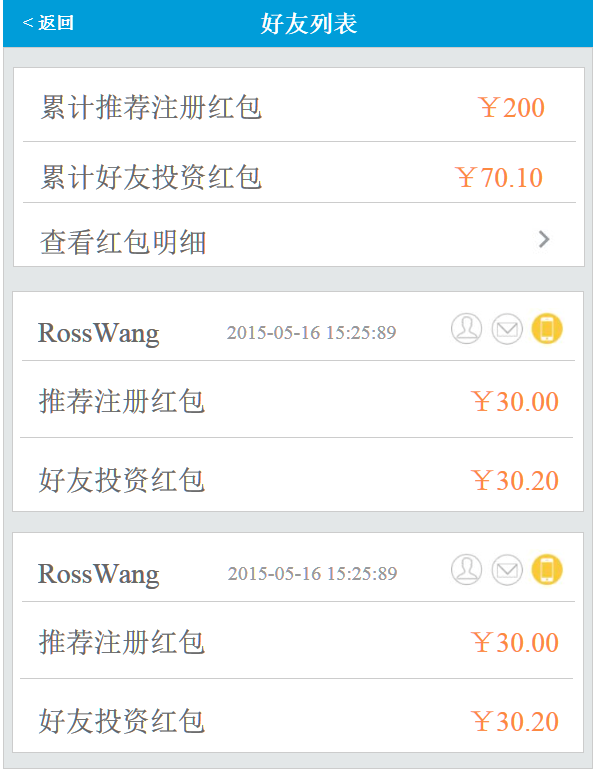 < 返回 好友列表
累计推荐注册红包 ￥200
累计好友投资红包 ￥70.10
查看红包明细
RossWang 2015-05-16 15:25:89
推荐注册红包 ￥30.00
好友投资红包 ￥30.20
RossWang 2015-05-16 15:25:89
推荐注册红包 ￥30.00
好友投资红包 ￥30.20